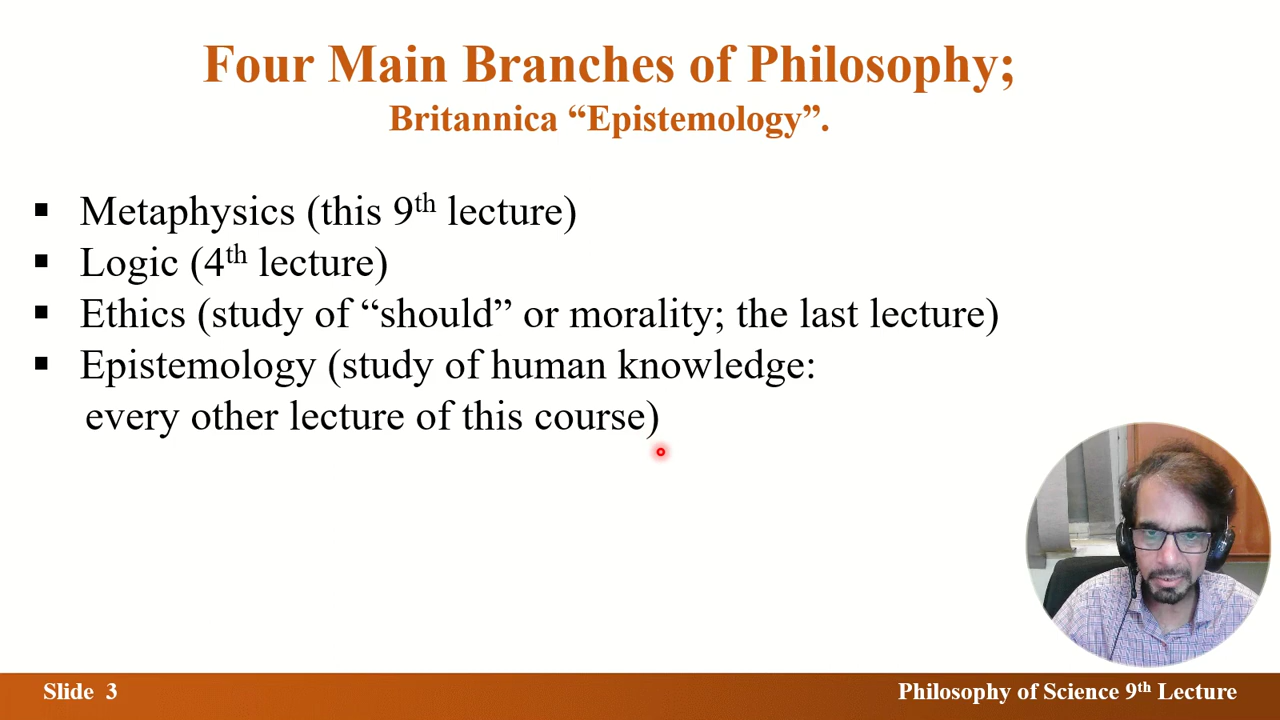 Four Main Branches of Philosophy;
Britannica “Epistemology”.
▪ Metaphysics (this 9th lecture)
▪ Logic (4th lecture)
▪ Ethics (study of “should” or morality; the last lecture)
▪ Epistemology (study of human knowledge:
every other lecture of this course)
Slide 3
Philosophy of Science 9th Lecture